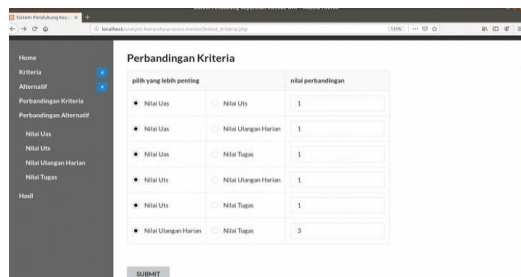 Sistem Pendukung Kep
localhost/analytic-hierarchy-process-master/bobot_kriteria.php
133%
Home
Kriteria
4
Alternatif
4
Perbandingan Kriteria
Perbandingan Alternatif
Nilai Uas
Nilai Uts
Nilai Ulangan Harian
Nilai Tugas
Hasil
Perbandingan Kriteria
pilih yang lebih penting
nilai perbandingan
Nilai Uas Nilai Uts 1
Nilai Uas Nilai Ulangan Harian 1
Nilai Uas Nilai Tugas 1
Nilai Uts Nilai Ulangan Harian 1
Nilai Uts Nilai Tugas 1
Nilai Ulangan Harian Nilai Tugas 3
SUBMIT